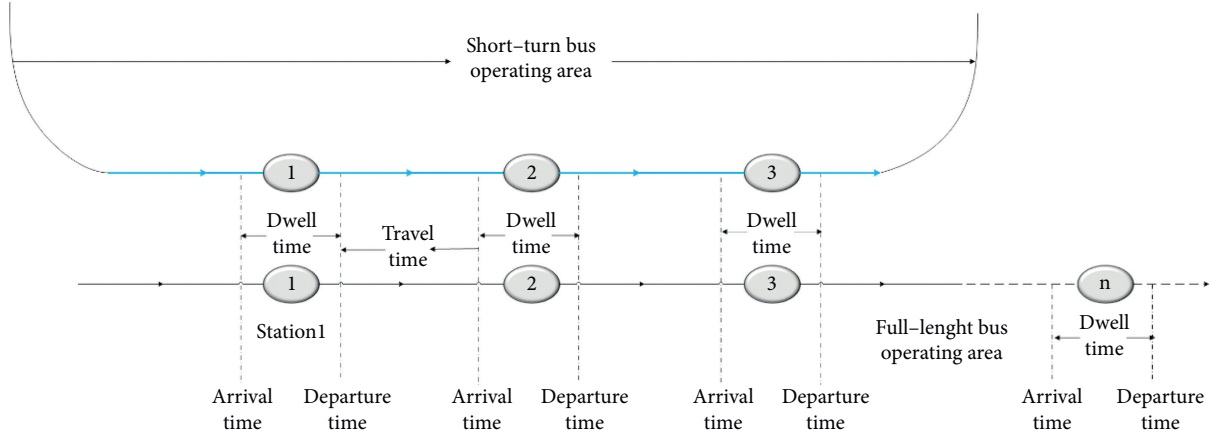 Short–turn bus
operating area
1
2
3
Dwell
time
Travel
time
Dwell
time
Dwell
time
1
2
3
n
Station1
Full–lenght bus
operating area
Dwell
time
Arrival
time
Departure
time
Arrival
time
Departure
time
Arrival
time
Departure
time
Arrival
time
Departure
time